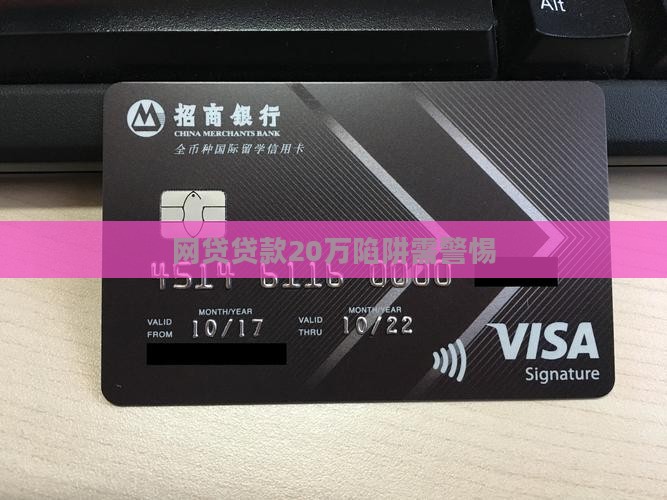 Alt
招商銀行
CHINA MERCHANTS BANK
全币种国际留学信用卡
网贷贷款20万陷阱需警惕
4514 6116 0000
MONTH/YEAR MONTH/YEAR
VALID FROM 10/17 VALID THRU 10/22
VISA
Signature